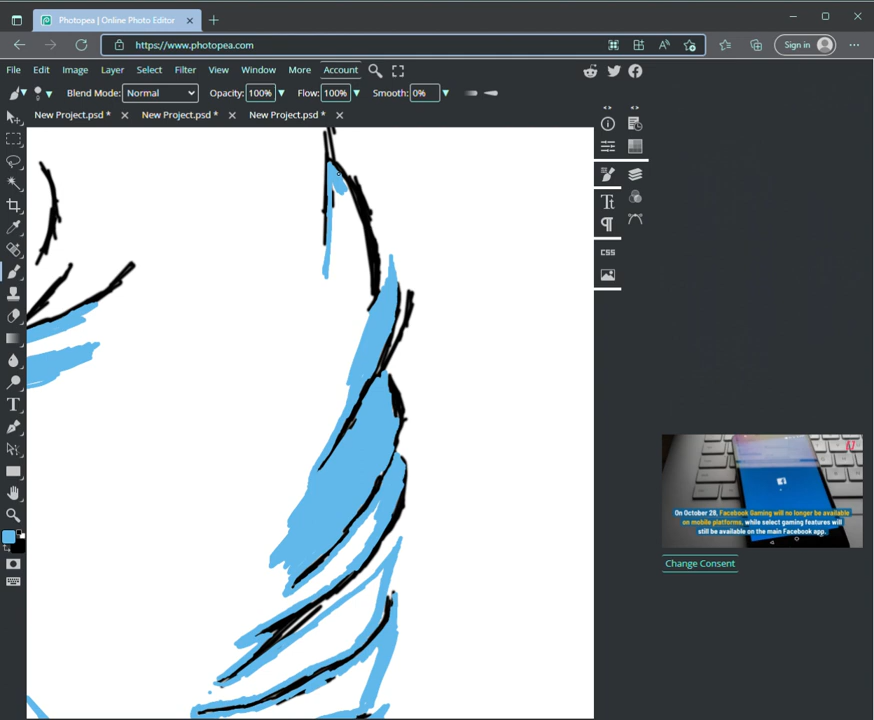 Photopea | Online Photo Editor
https://www.photopea.com
Sign in
File Edit Image Layer Select Filter View Window More Account
Blend Mode: Normal Opacity: 100% Flow: 100% Smooth: 0%
New Project.psd * New Project.psd * New Project.psd *
CSS
On October 28, Facebook Gaming will no longer be available
on mobile platforms, while select gaming features will
still be available on the main Facebook app.
Change Consent